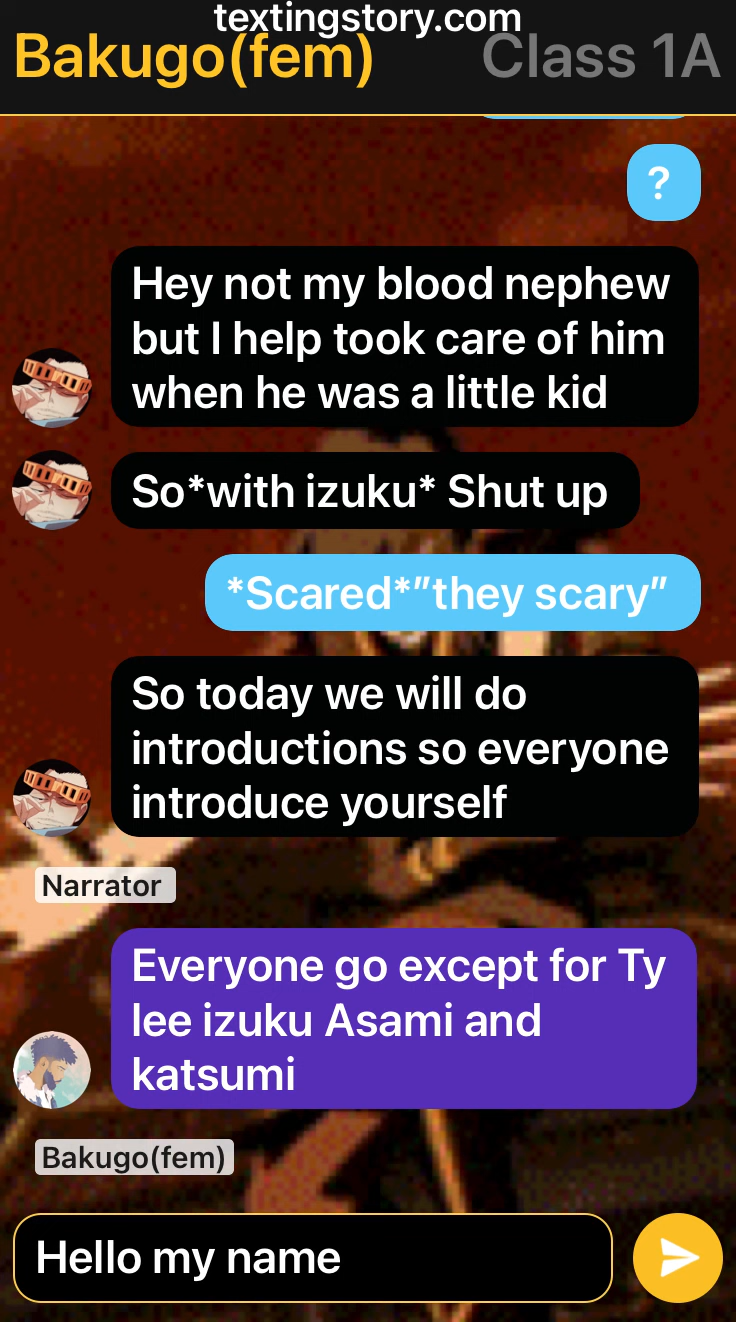 textingstory.com
Bakugo(fem) Class 1A
?
Hey not my blood nephew
but I help took care of him
when he was a little kid
So*with izuku* Shut up
*Scared*”they scary”
So today we will do
introductions so everyone
introduce yourself
Narrator
Everyone go except for Ty
lee izuku Asami and
katsumi
Bakugo(fem)
Hello my name